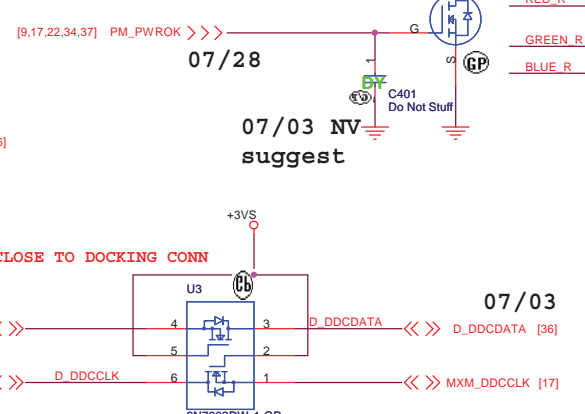 RED_R
[9,17,22,34,37] PM_PWROK
G
GREEN_R
07/28
1
S
GP
BLUE_R
DY
C401
Do Not Stuff
07/03 NV
suggest
+3VS
CLOSE TO DOCKING CONN
U3
07/03
4
3
D_DDCDATA
D_DDCDATA [36]
5
2
D_DDCCLK
6
1
MXM_DDCCLK [17]